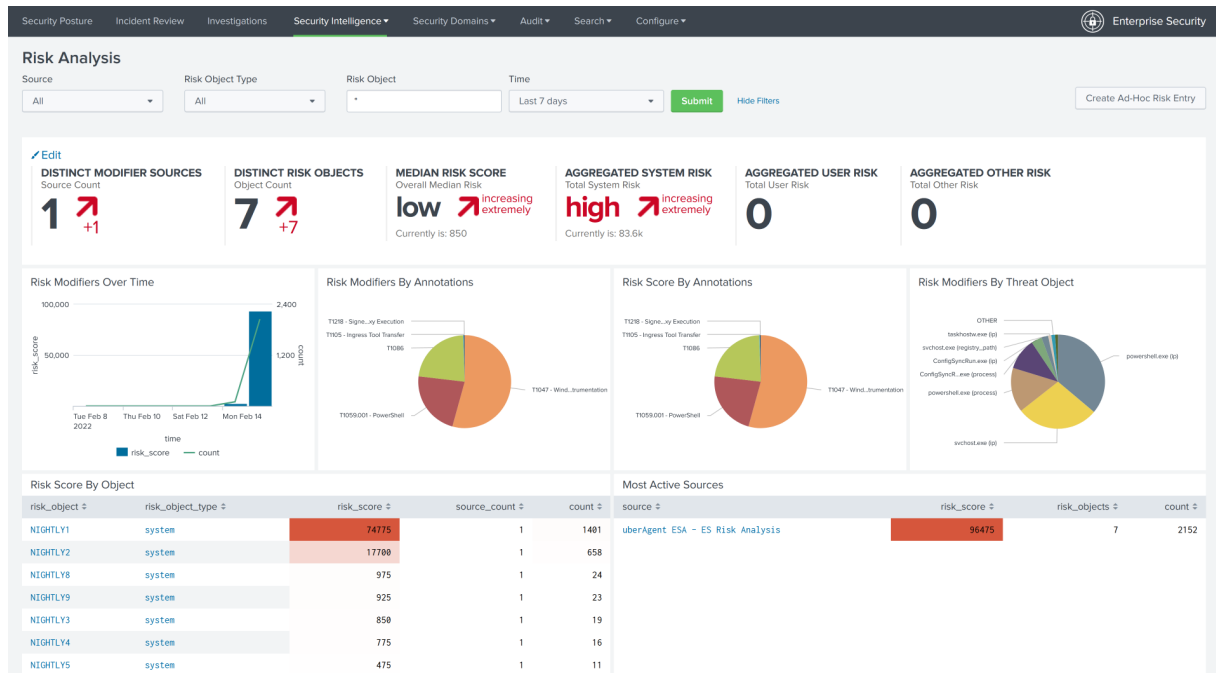 Security Posture Incident Review Investigations Security Intelligence Security Domains Audit Search Configure Enterprise Security
Risk Analysis
Source Risk Object Type Risk Object Time
All All * Last 7 days Submit Hide Filters Create Ad-Hoc Risk Entry
Edit
DISTINCT MODIFIER SOURCES
Source Count
1 +1
DISTINCT RISK OBJECTS
Object Count
7 +7
MEDIAN RISK SCORE
Overall Median Risk
low increasing extremely
Currently is: 850
AGGREGATED SYSTEM RISK
Total System Risk
high increasing extremely
Currently is: 83.6k
AGGREGATED USER RISK
Total User Risk
0
AGGREGATED OTHER RISK
Total Other Risk
0
Risk Modifiers Over Time
100,000 2,400
50,000 1,200
risk_score
count
Tue Feb 8 Thu Feb 10 Sat Feb 12 Mon Feb 14
2022
time
risk_score count
Risk Modifiers By Annotations
T1218 - Signe...xy Execution
T1105 - Ingress Tool Transfer
T1086
T1047 - Wind...trumentation
T1059.001 - PowerShell
Risk Score By Annotations
T1218 - Signe...xy Execution
T1105 - Ingress Tool Transfer
T1086
T1047 - Wind...trumentation
T1059.001 - PowerShell
Risk Modifiers By Threat Object
OTHER
taskhostw.exe (ip)
svchost.exe (registry_path)
powershell.exe (ip)
ConfigSyncRun.exe (ip)
ConfigSyncR...exe (process)
powershell.exe (process)
svchost.exe (ip)
Risk Score By Object
risk_object risk_object_type risk_score source_count count
NIGHTLY1 system 74775 1 1401
NIGHTLY2 system 17700 1 658
NIGHTLY8 system 975 1 24
NIGHTLY9 system 925 1 23
NIGHTLY3 system 850 1 19
NIGHTLY4 system 775 1 16
NIGHTLY5 system 475 1 11
Most Active Sources
source risk_score risk_objects count
uberAgent ESA - ES Risk Analysis 96475 7 2152